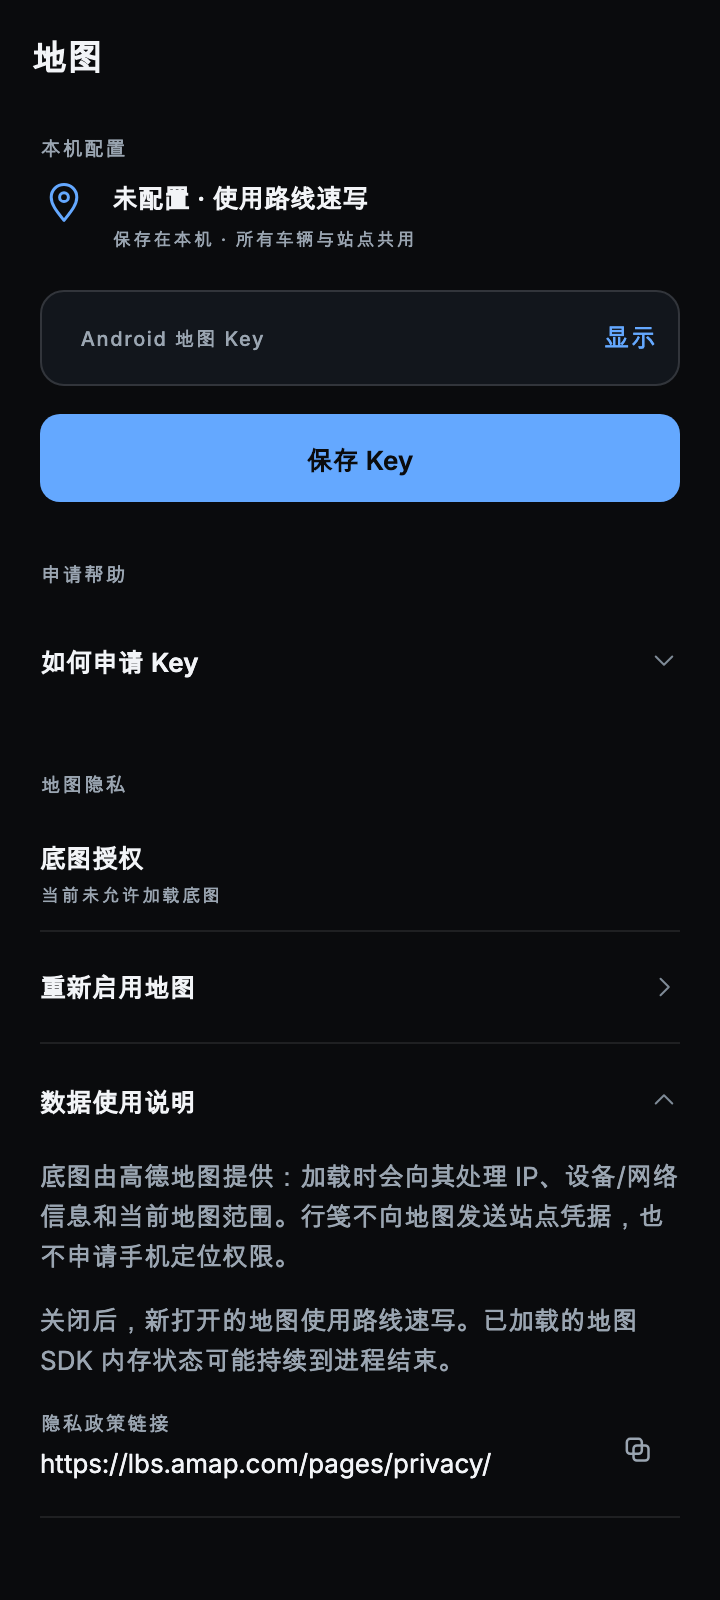 地图
本机配置
未配置 · 使用路线速写
保存在本机 · 所有车辆与站点共用
Android 地图 Key
显示
保存 Key
申请帮助
如何申请 Key
地图隐私
底图授权
当前未允许加载底图
重新启用地图
数据使用说明
底图由高德地图提供：加载时会向其处理 IP、设备/网络
信息和当前地图范围。行笺不向地图发送站点凭据，也
不申请手机定位权限。
关闭后，新打开的地图使用路线速写。已加载的地图
SDK 内存状态可能持续到进程结束。
隐私政策链接
https://lbs.amap.com/pages/privacy/